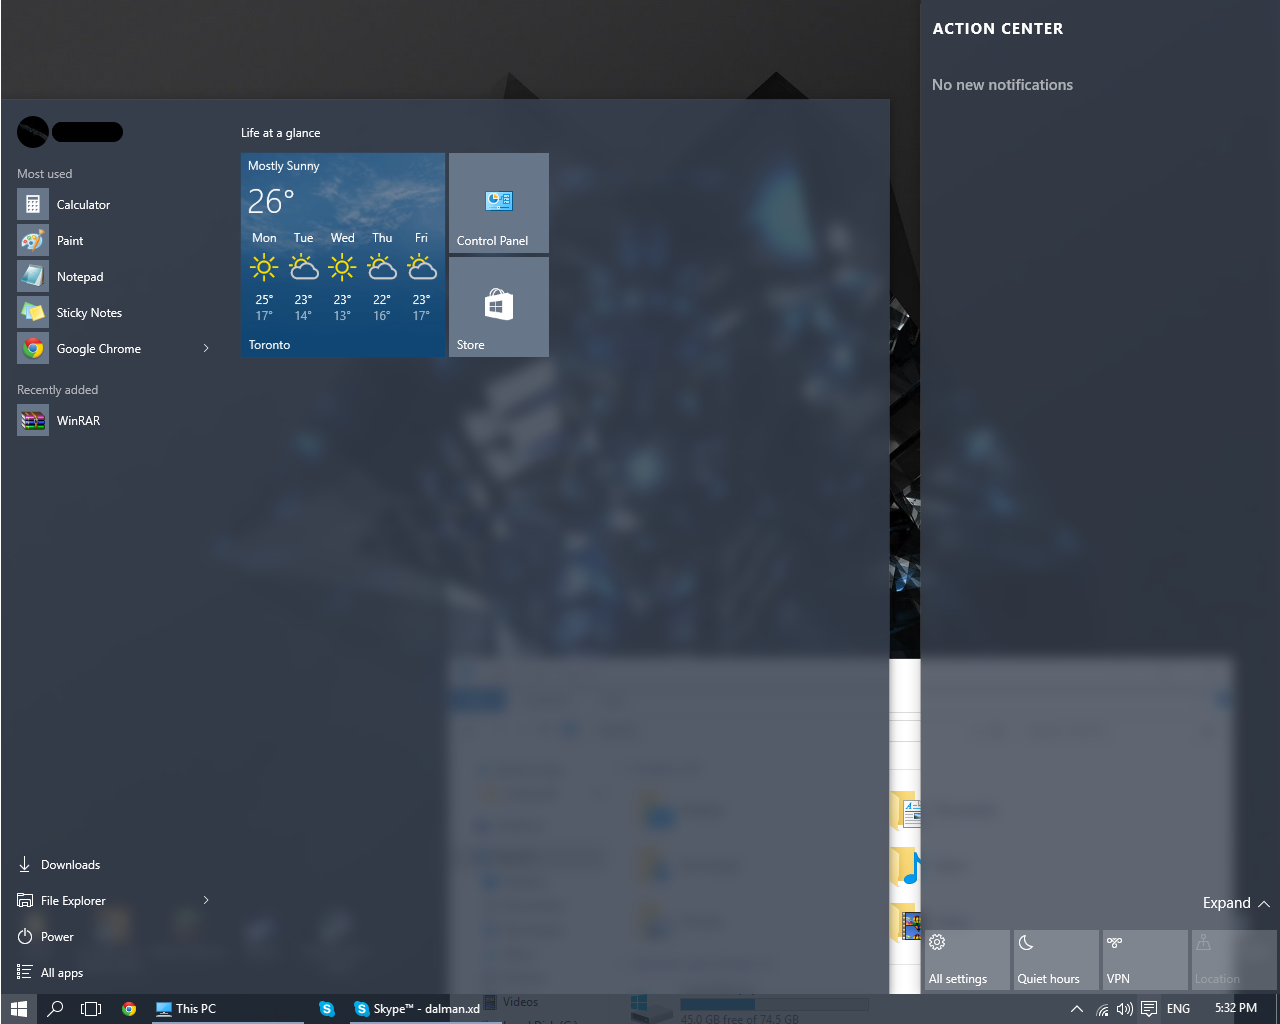 ACTION CENTER
No new notifications
Life at a glance
Most used
Calculator
Paint
Notepad
Sticky Notes
Google Chrome
Recently added
WinRAR
Mostly Sunny
26°
Mon Tue Wed Thu Fri
25° 23° 23° 22° 23°
17° 14° 13° 16° 17°
Toronto
Control Panel
Store
Downloads
File Explorer
Power
All apps
Expand
All settings
Quiet hours
VPN
Location
Videos
45.0 GB free of 74.5 GB
This PC
Skype™ - dalman.xd
ENG
5:32 PM